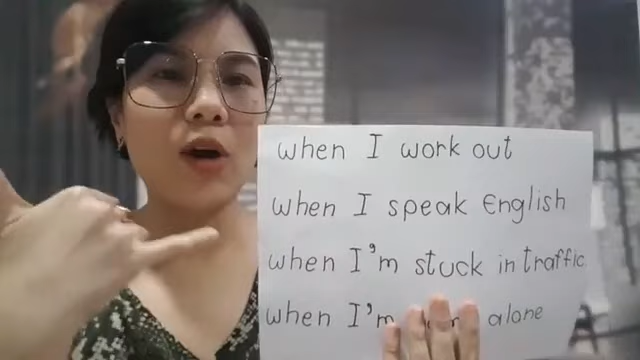 when I work out
when I speak English
when I'm stuck in traffic
when I'm alone